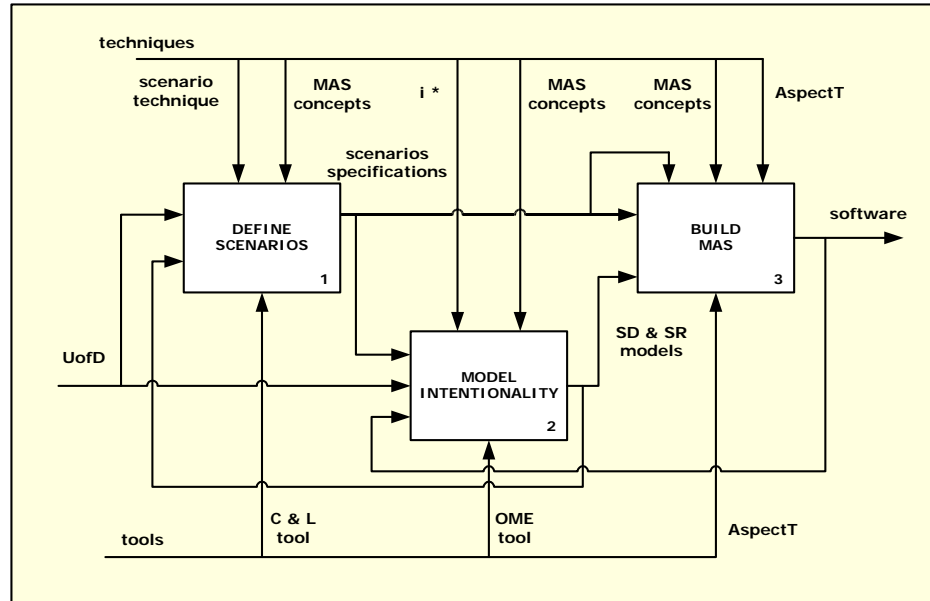 techniques
scenario
technique
MAS
concepts
i *
MAS
concepts
MAS
concepts
AspectT
scenarios
specifications
DEFINE
SCENARIOS
1
BUILD
MAS
3
software
UofD
MODEL
INTENTIONALITY
2
SD & SR
models
C & L
tool
OME
tool
AspectT
tools